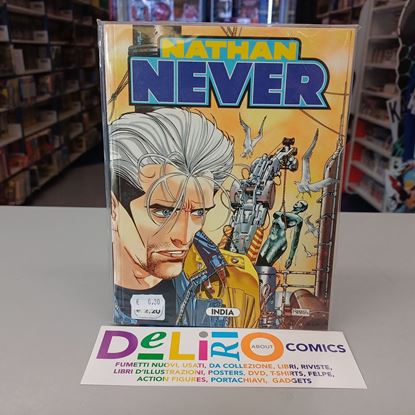 NATHAN
NEVER
INDIA
DeLiRiO ABOUT COMICS
FUMETTI NUOVI, USATI, DA COLLEZIONE, LIBRI, RIVISTE,
LIBRI D'ILLUSTRAZIONI, POSTERS, DVD, T-SHIRTS, FELPE,
ACTION FIGURES, PORTACHIAVI, GADGETS